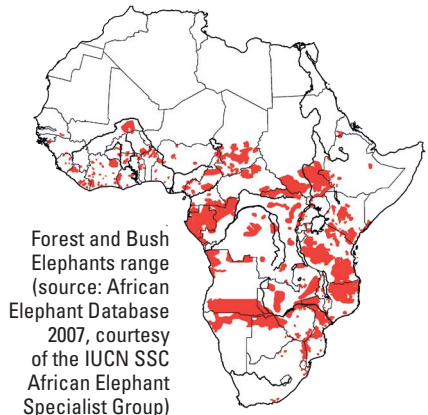 Forest and Bush
Elephants range
(source: African
Elephant Database
2007, courtesy
of the IUCN SSC
African Elephant
Specialist Group)